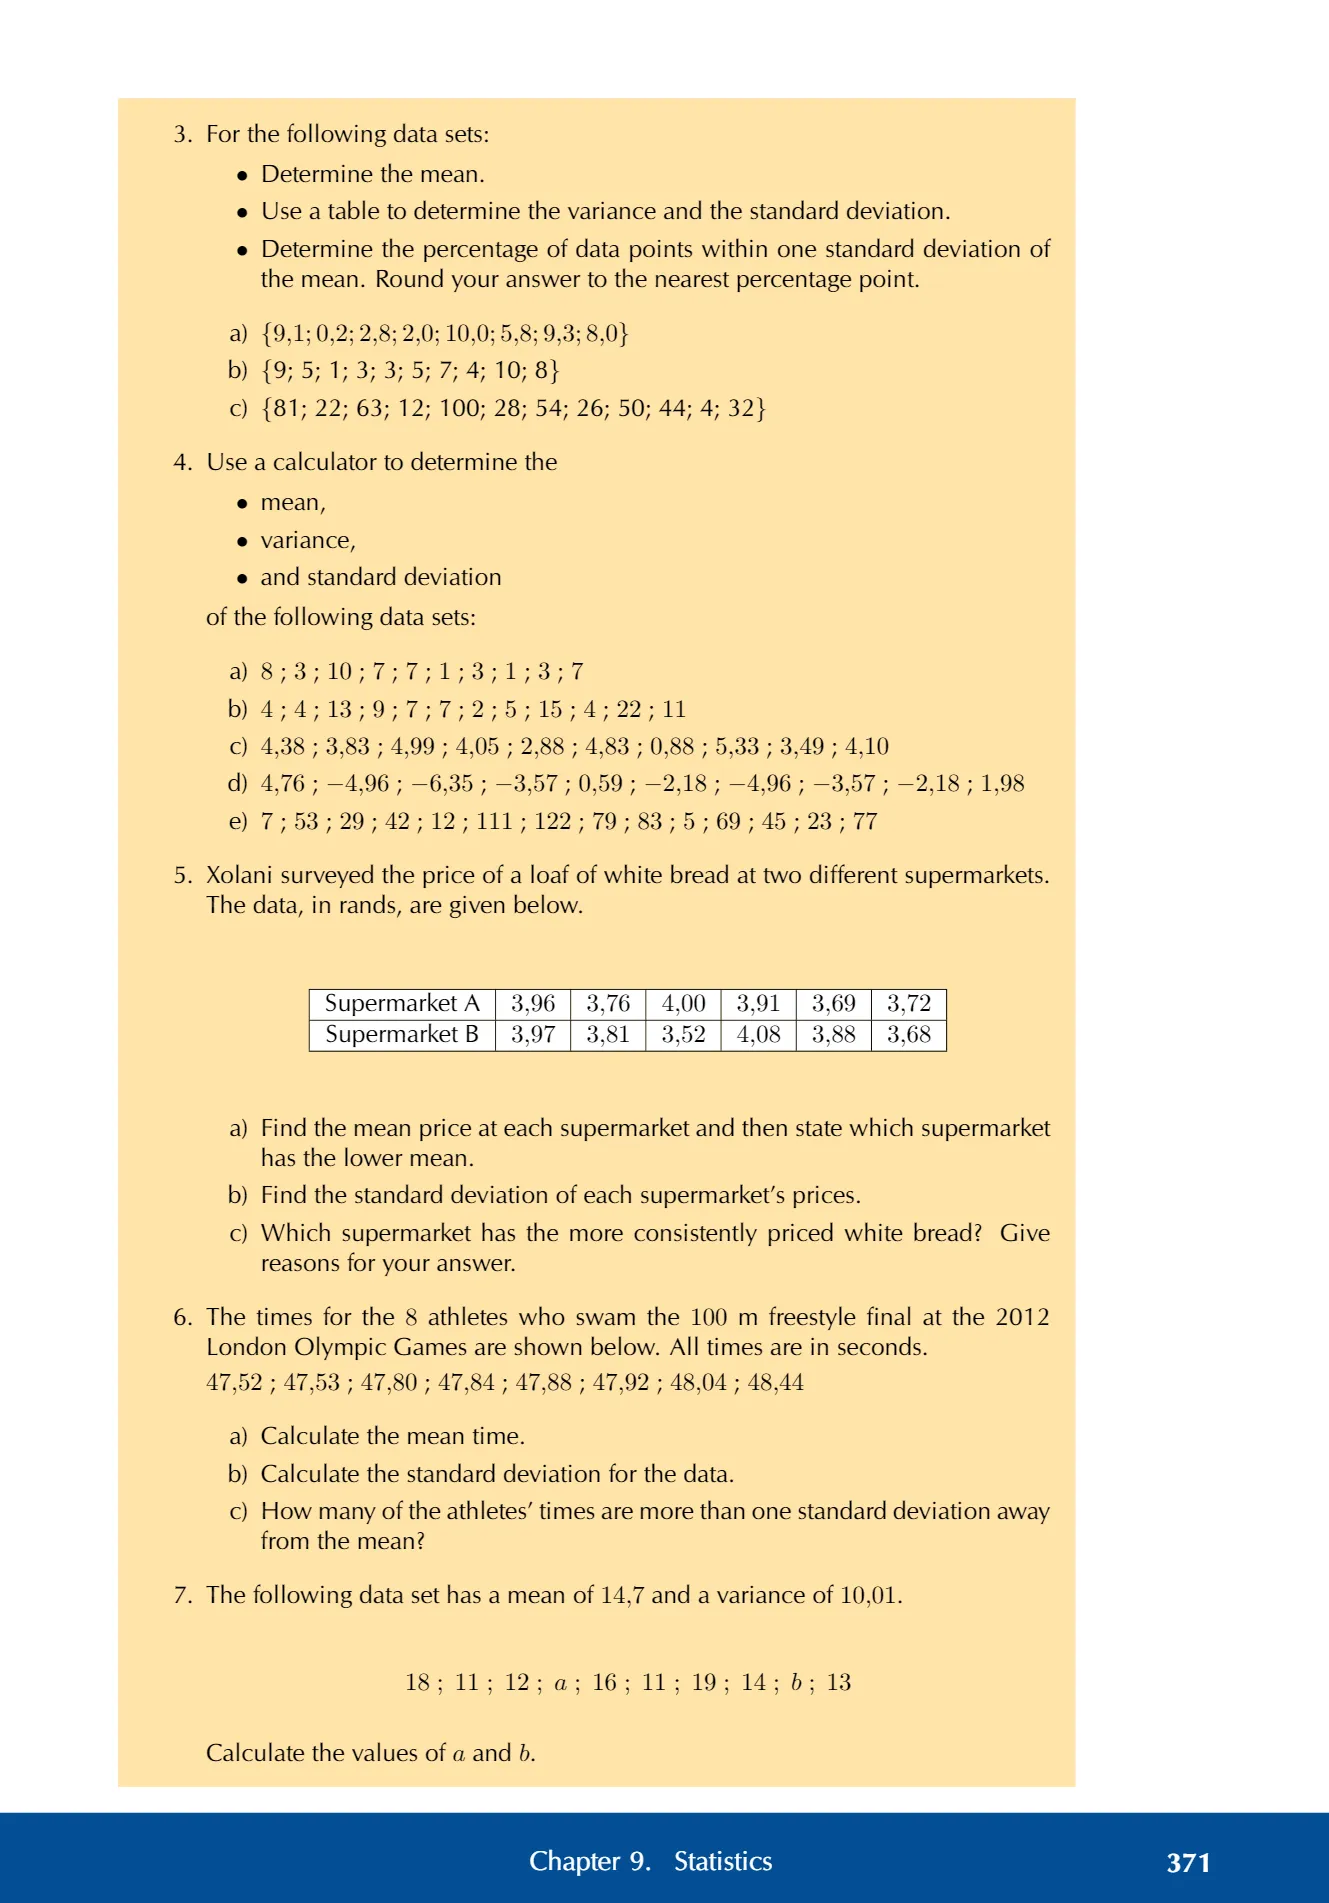 3. For the following data sets:
• Determine the mean.
• Use a table to determine the variance and the standard deviation.
• Determine the percentage of data points within one standard deviation of
the mean. Round your answer to the nearest percentage point.
a) {9,1; 0,2; 2,8; 2,0; 10,0; 5,8; 9,3; 8,0}
b) {9; 5; 1; 3; 3; 5; 7; 4; 10; 8}
c) {81; 22; 63; 12; 100; 28; 54; 26; 50; 44; 4; 32}
4. Use a calculator to determine the
• mean,
• variance,
• and standard deviation
of the following data sets:
a) 8 ; 3 ; 10 ; 7 ; 7 ; 1 ; 3 ; 1 ; 3 ; 7
b) 4 ; 4 ; 13 ; 9 ; 7 ; 7 ; 2 ; 5 ; 15 ; 4 ; 22 ; 11
c) 4,38 ; 3,83 ; 4,99 ; 4,05 ; 2,88 ; 4,83 ; 0,88 ; 5,33 ; 3,49 ; 4,10
d) 4,76 ; −4,96 ; −6,35 ; −3,57 ; 0,59 ; −2,18 ; −4,96 ; −3,57 ; −2,18 ; 1,98
e) 7 ; 53 ; 29 ; 42 ; 12 ; 111 ; 122 ; 79 ; 83 ; 5 ; 69 ; 45 ; 23 ; 77
5. Xolani surveyed the price of a loaf of white bread at two different supermarkets.
The data, in rands, are given below.
Supermarket A 3,96 3,76 4,00 3,91 3,69 3,72
Supermarket B 3,97 3,81 3,52 4,08 3,88 3,68
a) Find the mean price at each supermarket and then state which supermarket
has the lower mean.
b) Find the standard deviation of each supermarket's prices.
c) Which supermarket has the more consistently priced white bread? Give
reasons for your answer.
6. The times for the 8 athletes who swam the 100 m freestyle final at the 2012
London Olympic Games are shown below. All times are in seconds.
47,52 ; 47,53 ; 47,80 ; 47,84 ; 47,88 ; 47,92 ; 48,04 ; 48,44
a) Calculate the mean time.
b) Calculate the standard deviation for the data.
c) How many of the athletes' times are more than one standard deviation away
from the mean?
7. The following data set has a mean of 14,7 and a variance of 10,01.
18 ; 11 ; 12 ; a ; 16 ; 11 ; 19 ; 14 ; b ; 13
Calculate the values of a and b.
Chapter 9. Statistics 371